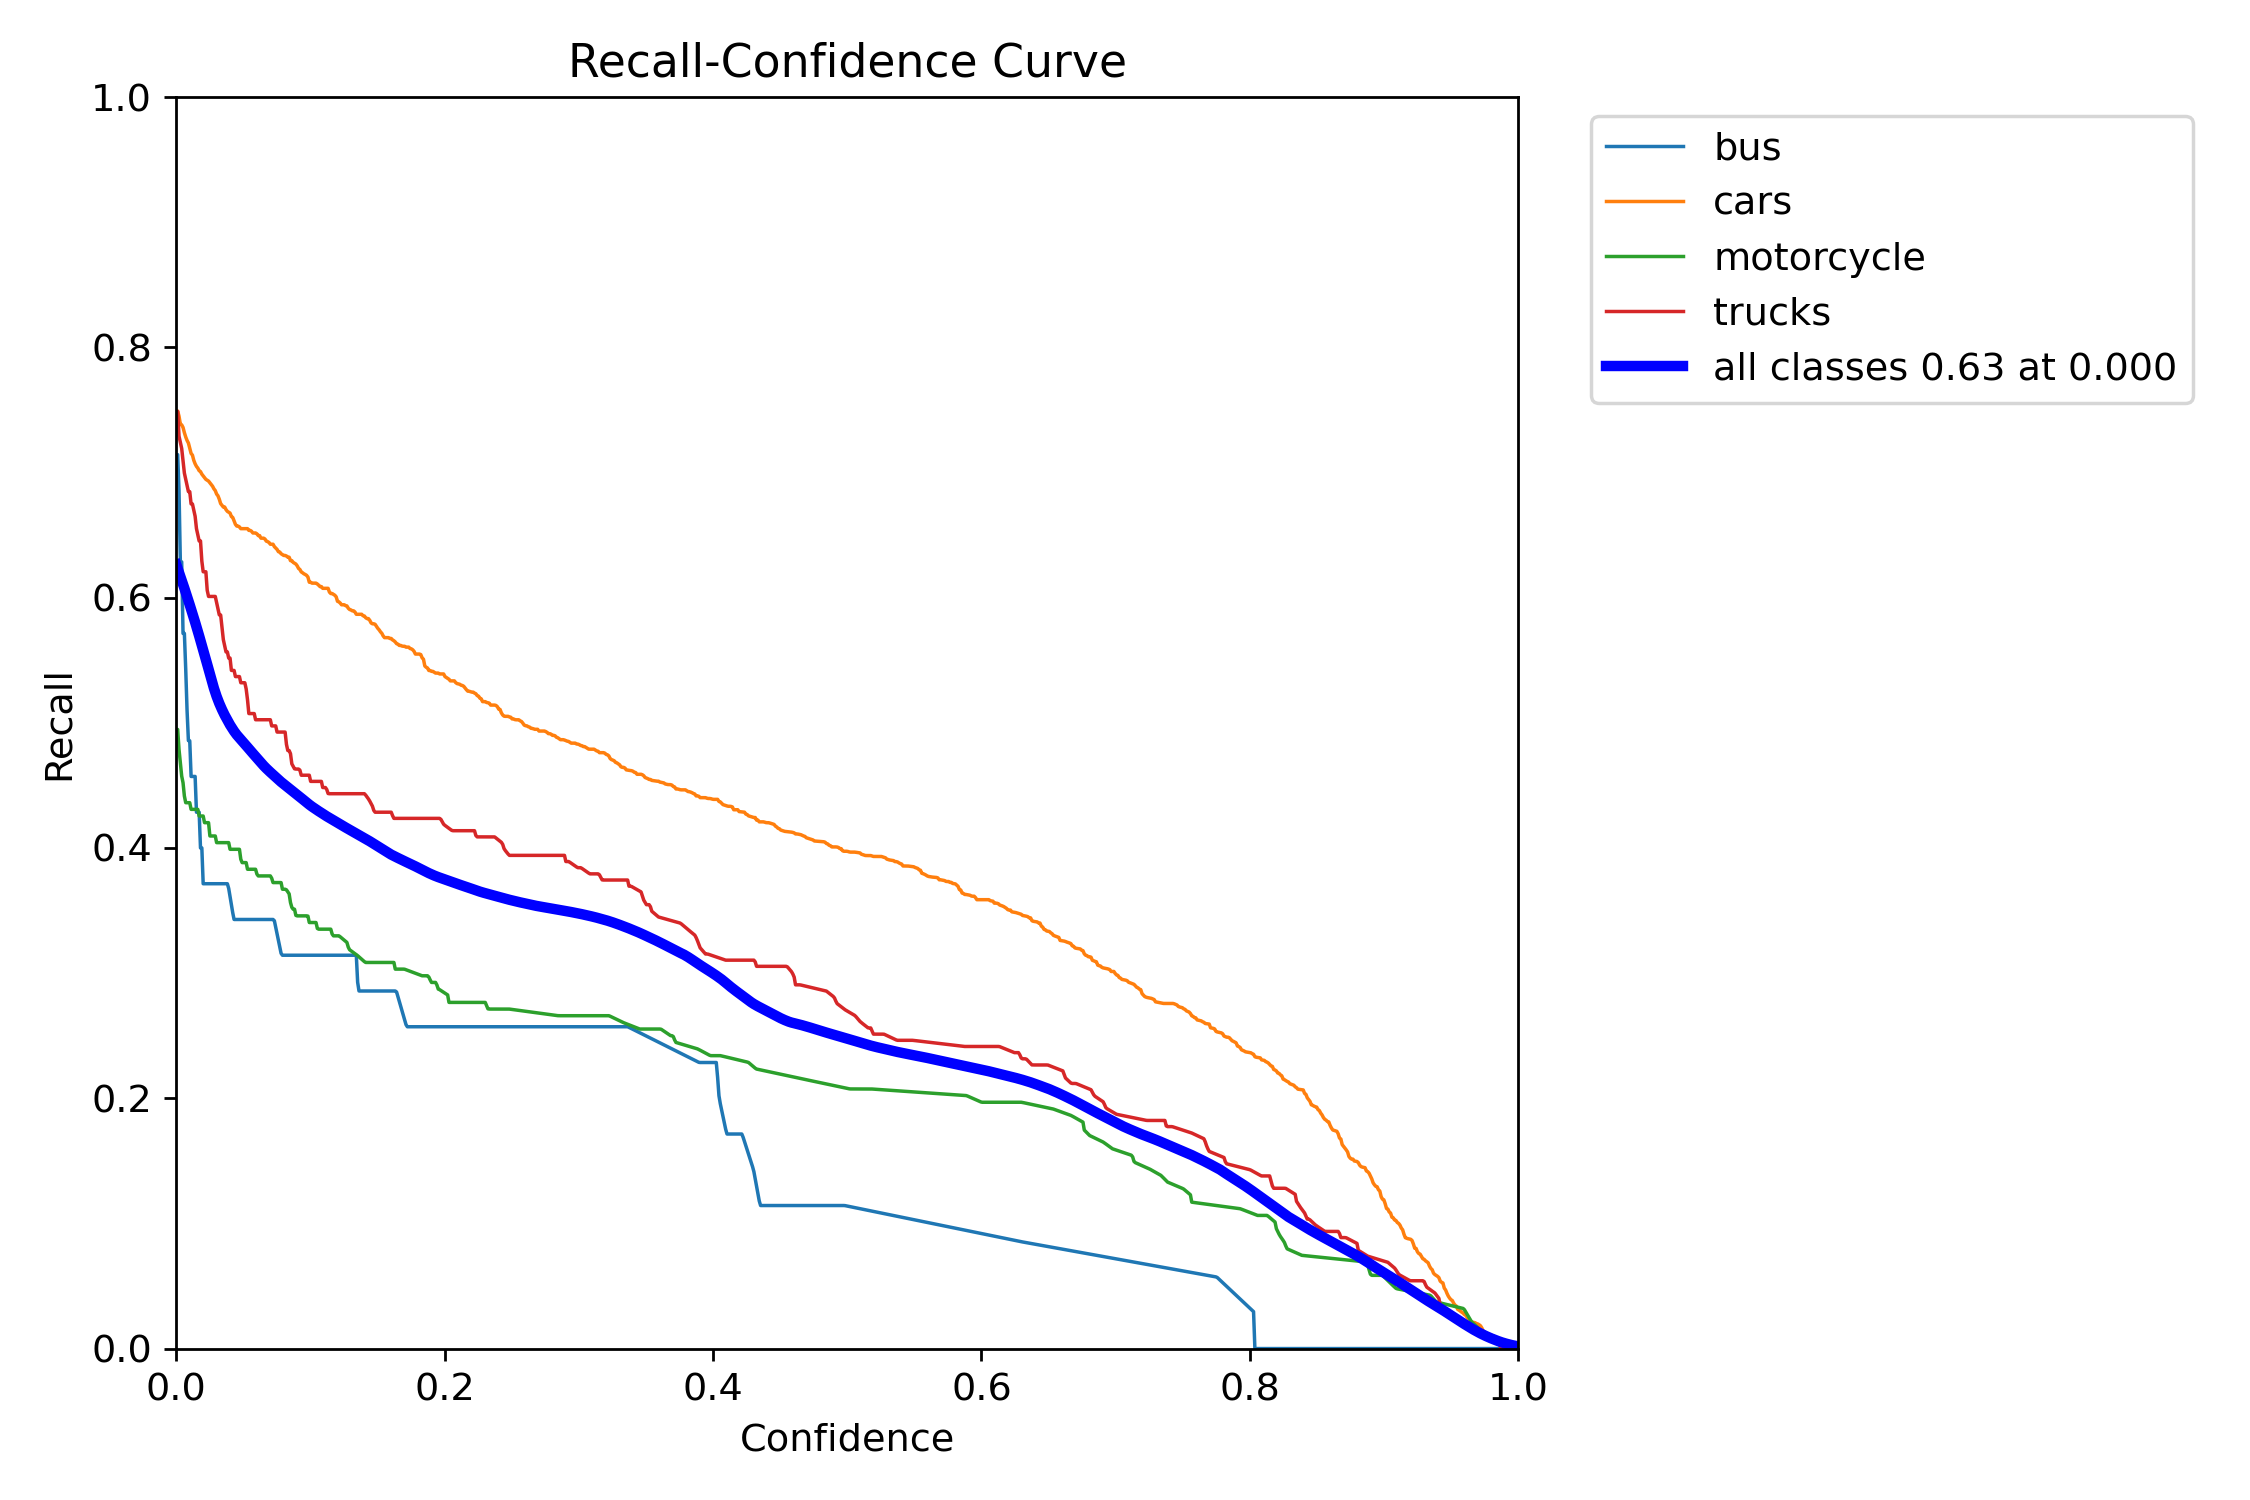 Recall-Confidence Curve
1.0
0.8
0.6
0.4
0.2
0.0
Recall
0.0 0.2 0.4 0.6 0.8 1.0
Confidence
bus
cars
motorcycle
trucks
all classes 0.63 at 0.000